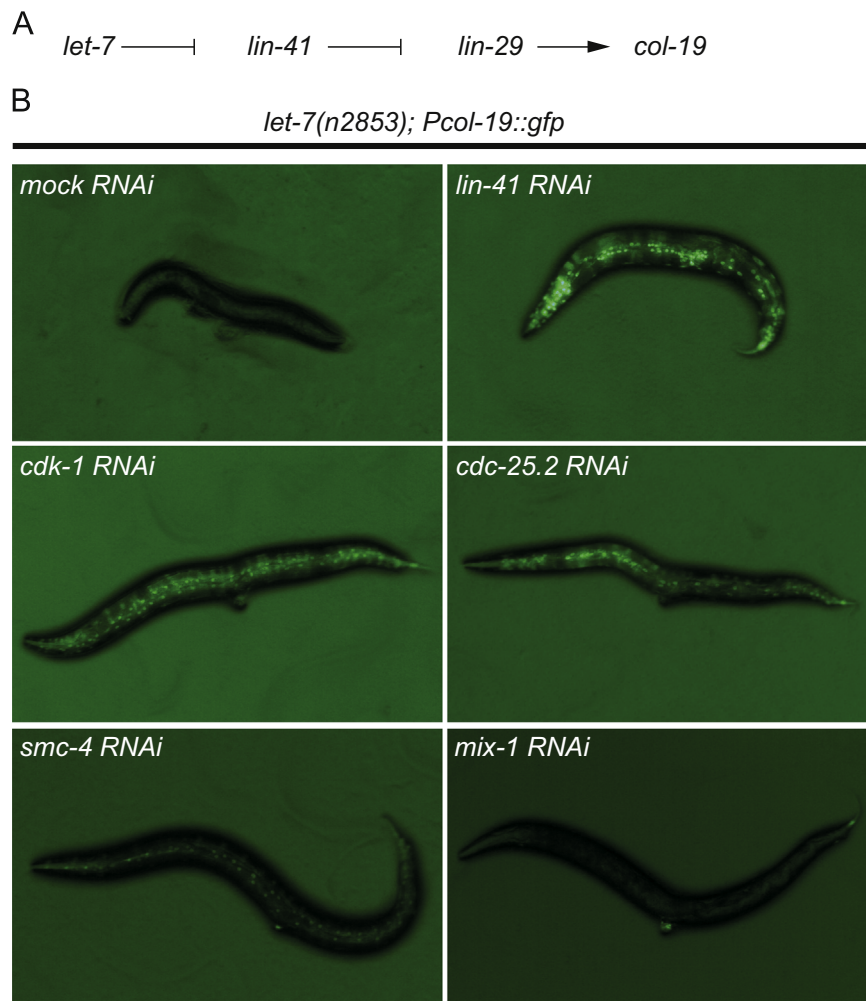 A
let-7 lin-41 lin-29 col-19
B
let-7(n2853); Pcol-19::gfp
mock RNAi lin-41 RNAi
cdk-1 RNAi cdc-25.2 RNAi
smc-4 RNAi mix-1 RNAi